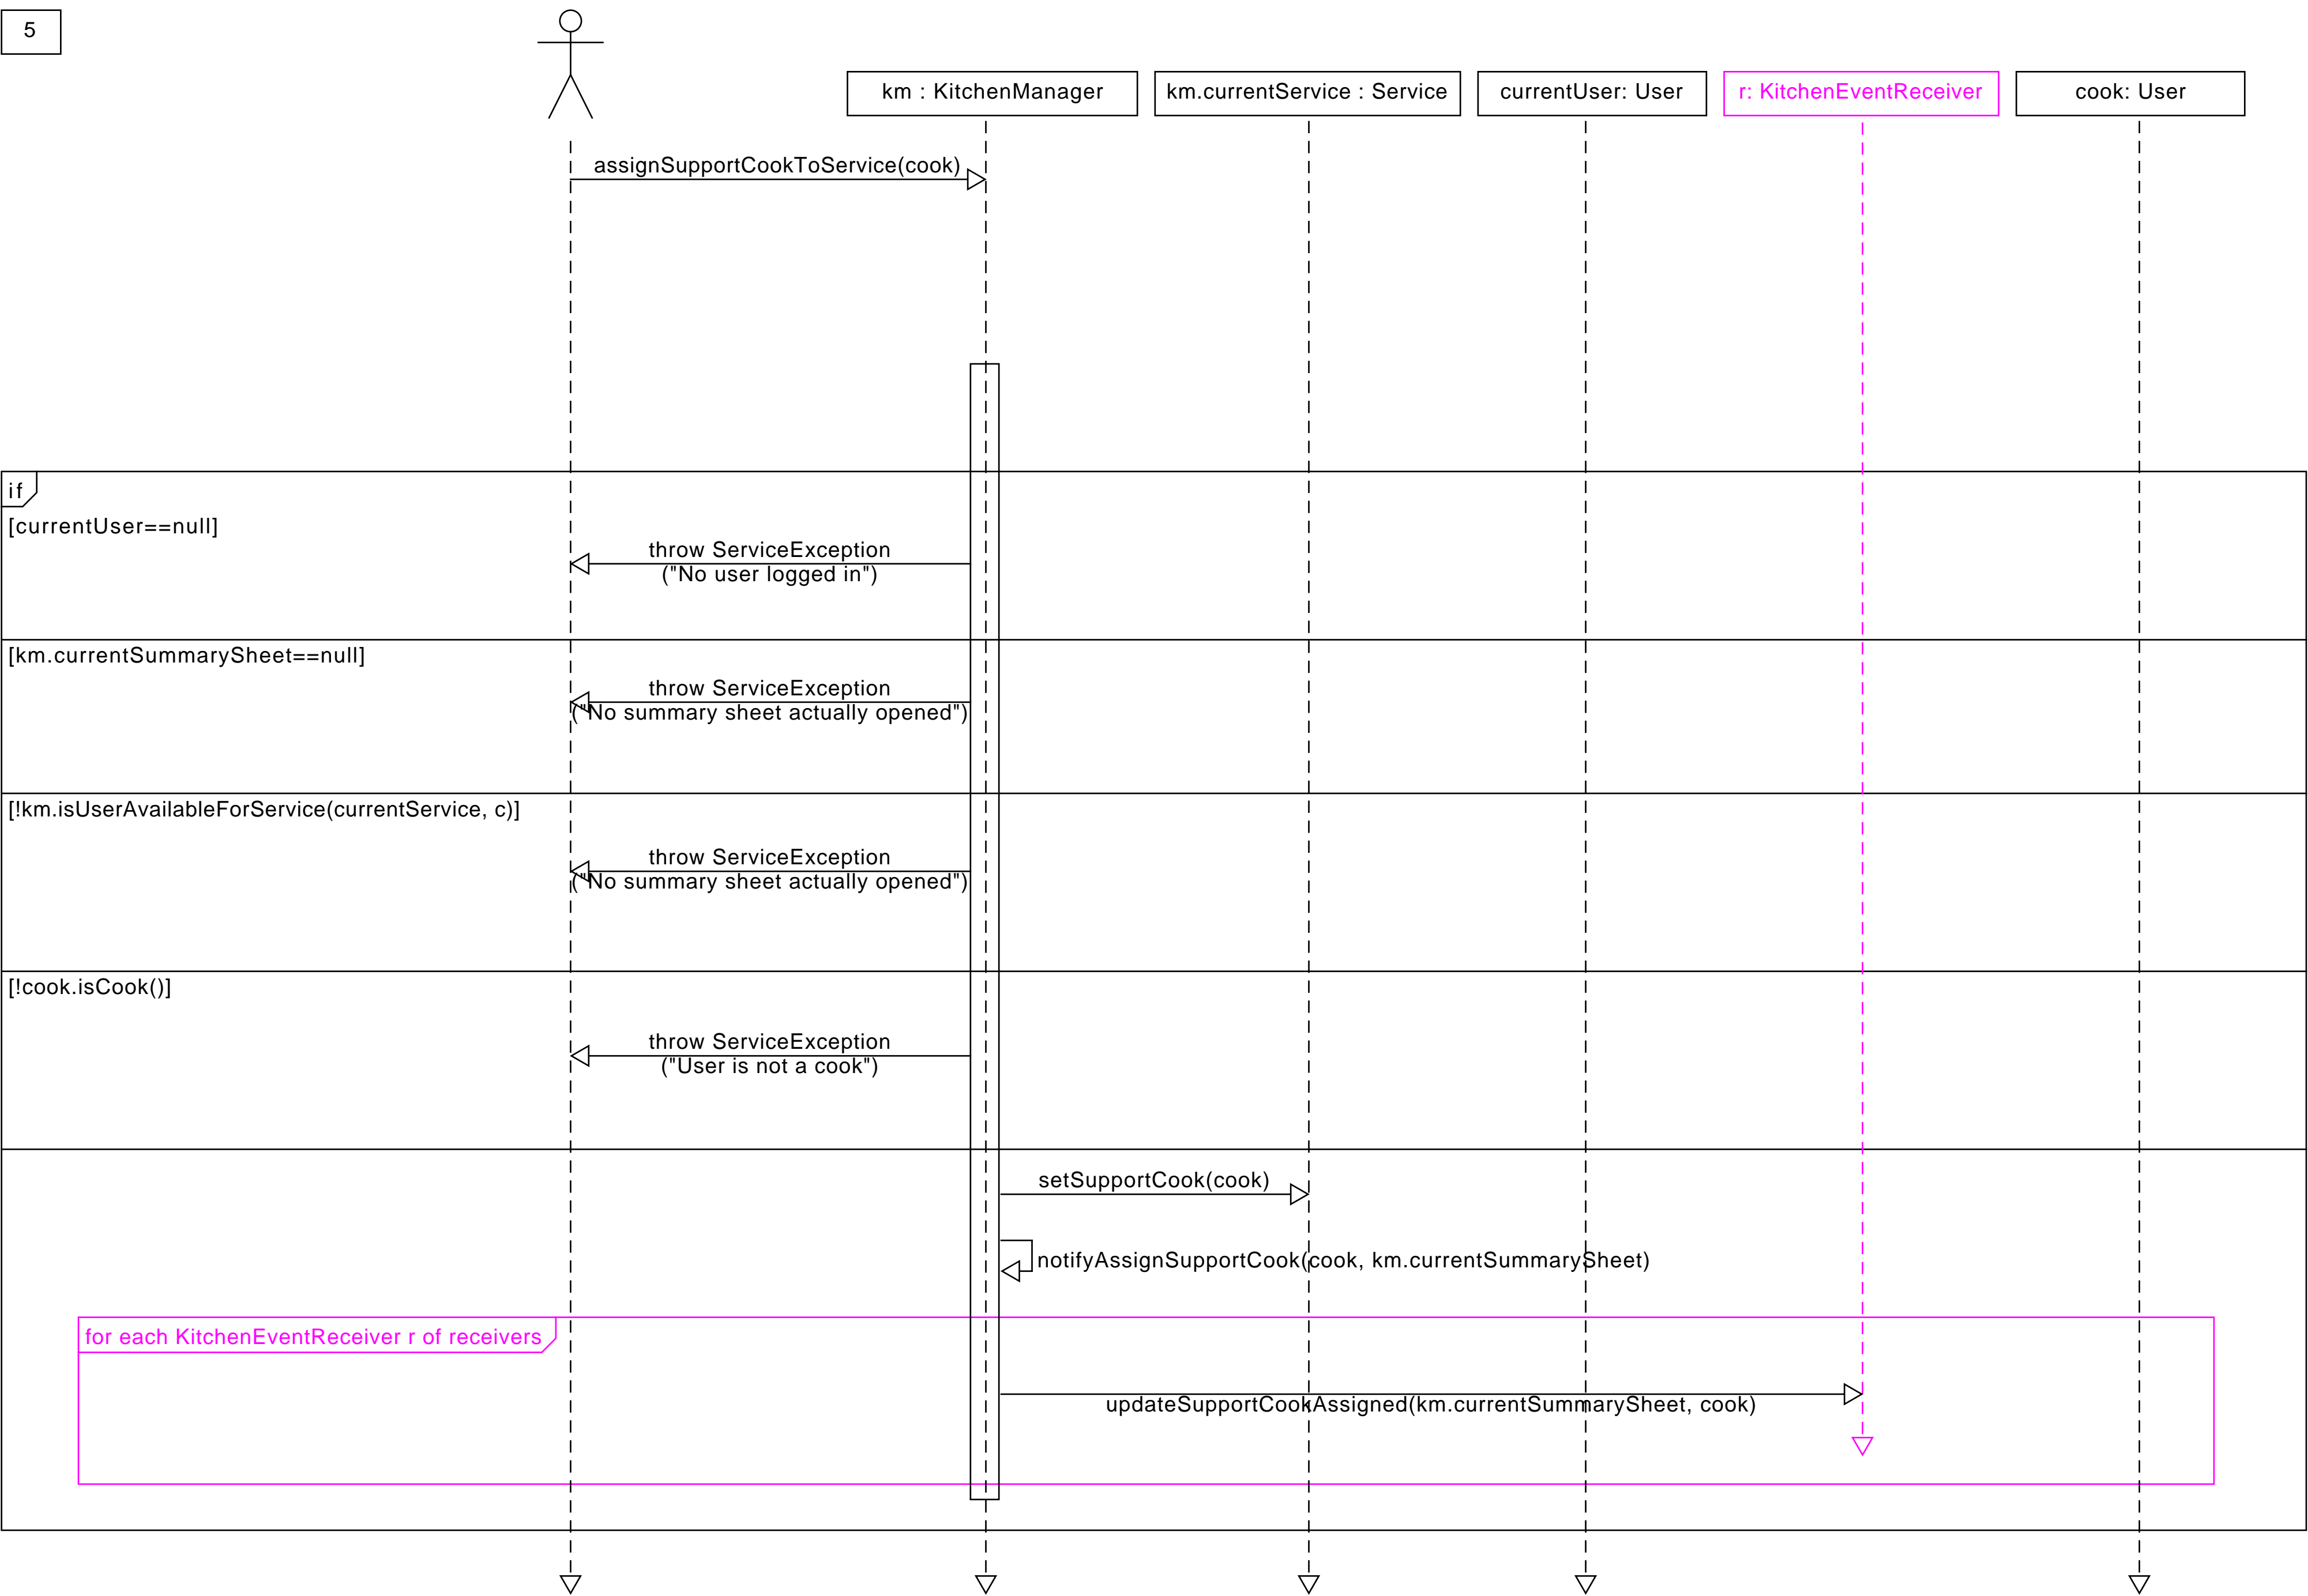 5
km : KitchenManager
km.currentService : Service
currentUser: User
r: KitchenEventReceiver
cook: User
assignSupportCookToService(cook)
if
[currentUser==null]
throw ServiceException
("No user logged in")
[km.currentSummarySheet==null]
throw ServiceException
("No summary sheet actually opened")
[!km.isUserAvailableForService(currentService, c)]
throw ServiceException
("No summary sheet actually opened")
[!cook.isCook()]
throw ServiceException
("User is not a cook")
setSupportCook(cook)
notifyAssignSupportCook(cook, km.currentSummarySheet)
for each KitchenEventReceiver r of receivers
updateSupportCookAssigned(km.currentSummarySheet, cook)